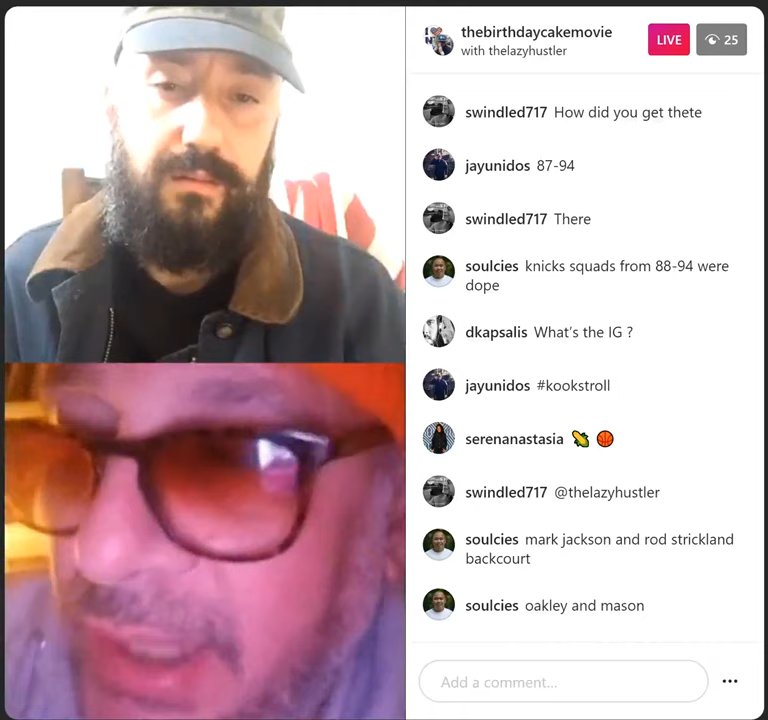 thebirthdaycakemovie
with thelazyhustler
LIVE
25
swindled717 How did you get thete
jayunidos 87-94
swindled717 There
soulcies knicks squads from 88-94 were
dope
dkapsalis What's the IG ?
jayunidos #kookstroll
serenanastasia 🌽 🏀
swindled717 @thelazyhustler
soulcies mark jackson and rod strickland
backcourt
soulcies oakley and mason
Add a comment...